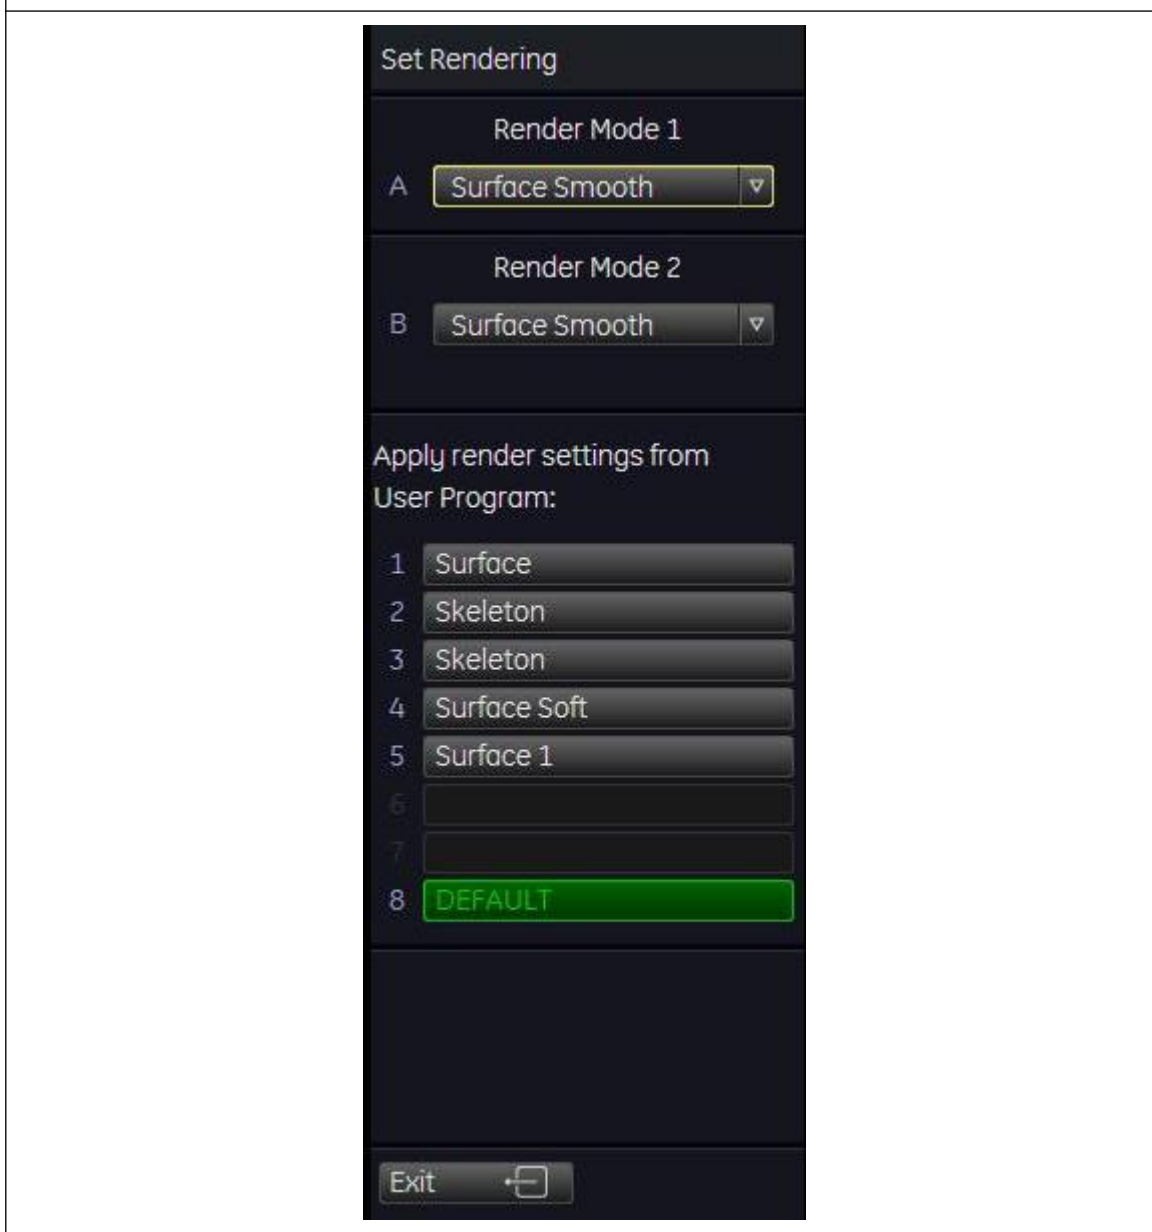 Set Rendering
Render Mode 1
A Surface Smooth
Render Mode 2
B Surface Smooth
Apply render settings from
User Program:
1 Surface
2 Skeleton
3 Skeleton
4 Surface Soft
5 Surface 1
6
7
8 DEFAULT
Exit